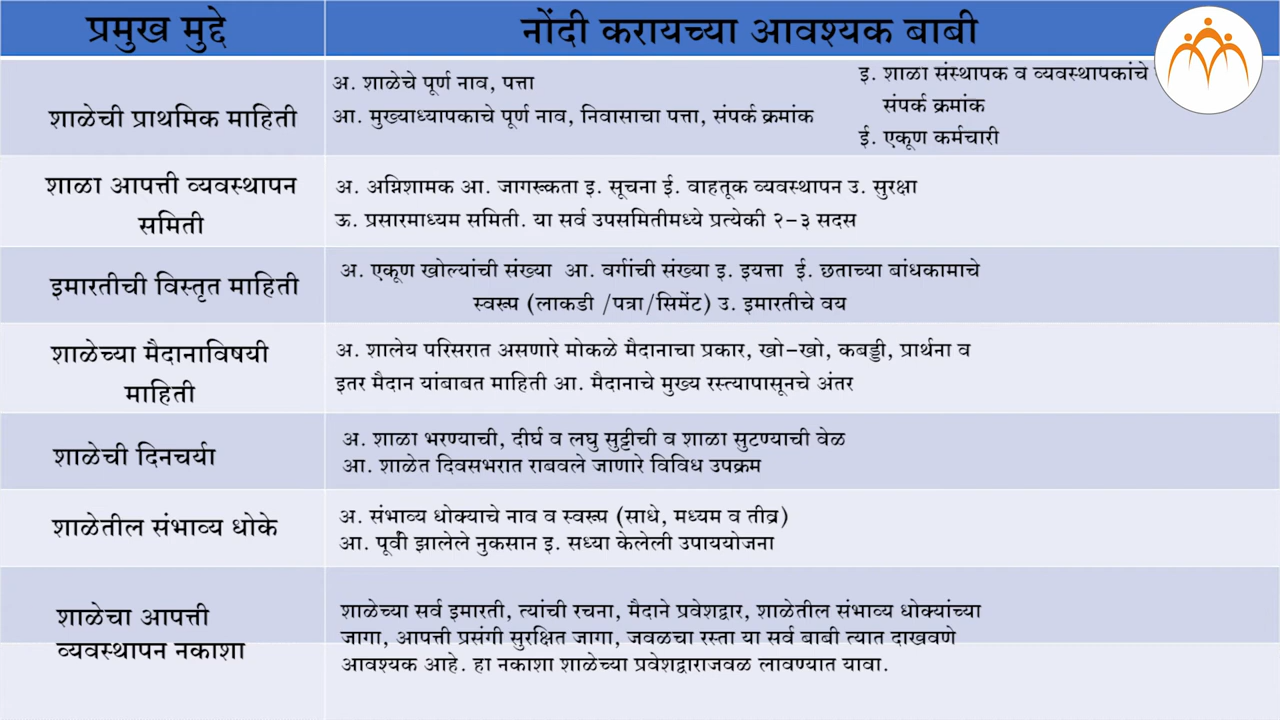 प्रमुख मुद्दे
नोंदी करायच्या आवश्यक बाबी
शाळेची प्राथमिक माहिती
अ. शाळेचे पूर्ण नाव, पत्ता
आ. मुख्याध्यापकाचे पूर्ण नाव, निवासाचा पत्ता, संपर्क क्रमांक
इ. शाळा संस्थापक व व्यवस्थापकांचे
संपर्क क्रमांक
ई. एकूण कर्मचारी
शाळा आपत्ती व्यवस्थापन
समिती
अ. अग्निशामक आ. जागरूकता इ. सूचना ई. वाहतूक व्यवस्थापन उ. सुरक्षा
ऊ. प्रसारमाध्यम समिती. या सर्व उपसमितीमध्ये प्रत्येकी २-३ सदस
इमारतीची विस्तृत माहिती
अ. एकूण खोल्यांची संख्या आ. वर्गांची संख्या इ. इयत्ता ई. छताच्या बांधकामाचे
स्वरूप (लाकडी /पत्रा/सिमेंट) उ. इमारतीचे वय
शाळेच्या मैदानाविषयी
माहिती
अ. शालेय परिसरात असणारे मोकळे मैदानाचा प्रकार, खो-खो, कबड्डी, प्रार्थना व
इतर मैदान यांबाबत माहिती आ. मैदानाचे मुख्य रस्त्यापासूनचे अंतर
शाळेची दिनचर्या
अ. शाळा भरण्याची, दीर्घ व लघु सुट्टीची व शाळा सुटण्याची वेळ
आ. शाळेत दिवसभरात राबवले जाणारे विविध उपक्रम
शाळेतील संभाव्य धोके
अ. संभाव्य धोक्याचे नाव व स्वरूप (साधे, मध्यम व तीव्र)
आ. पूर्वी झालेले नुकसान इ. सध्या केलेली उपाययोजना
शाळेचा आपत्ती
व्यवस्थापन नकाशा
शाळेच्या सर्व इमारती, त्यांची रचना, मैदाने प्रवेशद्वार, शाळेतील संभाव्य धोक्यांच्या
जागा, आपत्ती प्रसंगी सुरक्षित जागा, जवळचा रस्ता या सर्व बाबी त्यात दाखवणे
आवश्यक आहे. हा नकाशा शाळेच्या प्रवेशद्वाराजवळ लावण्यात यावा.